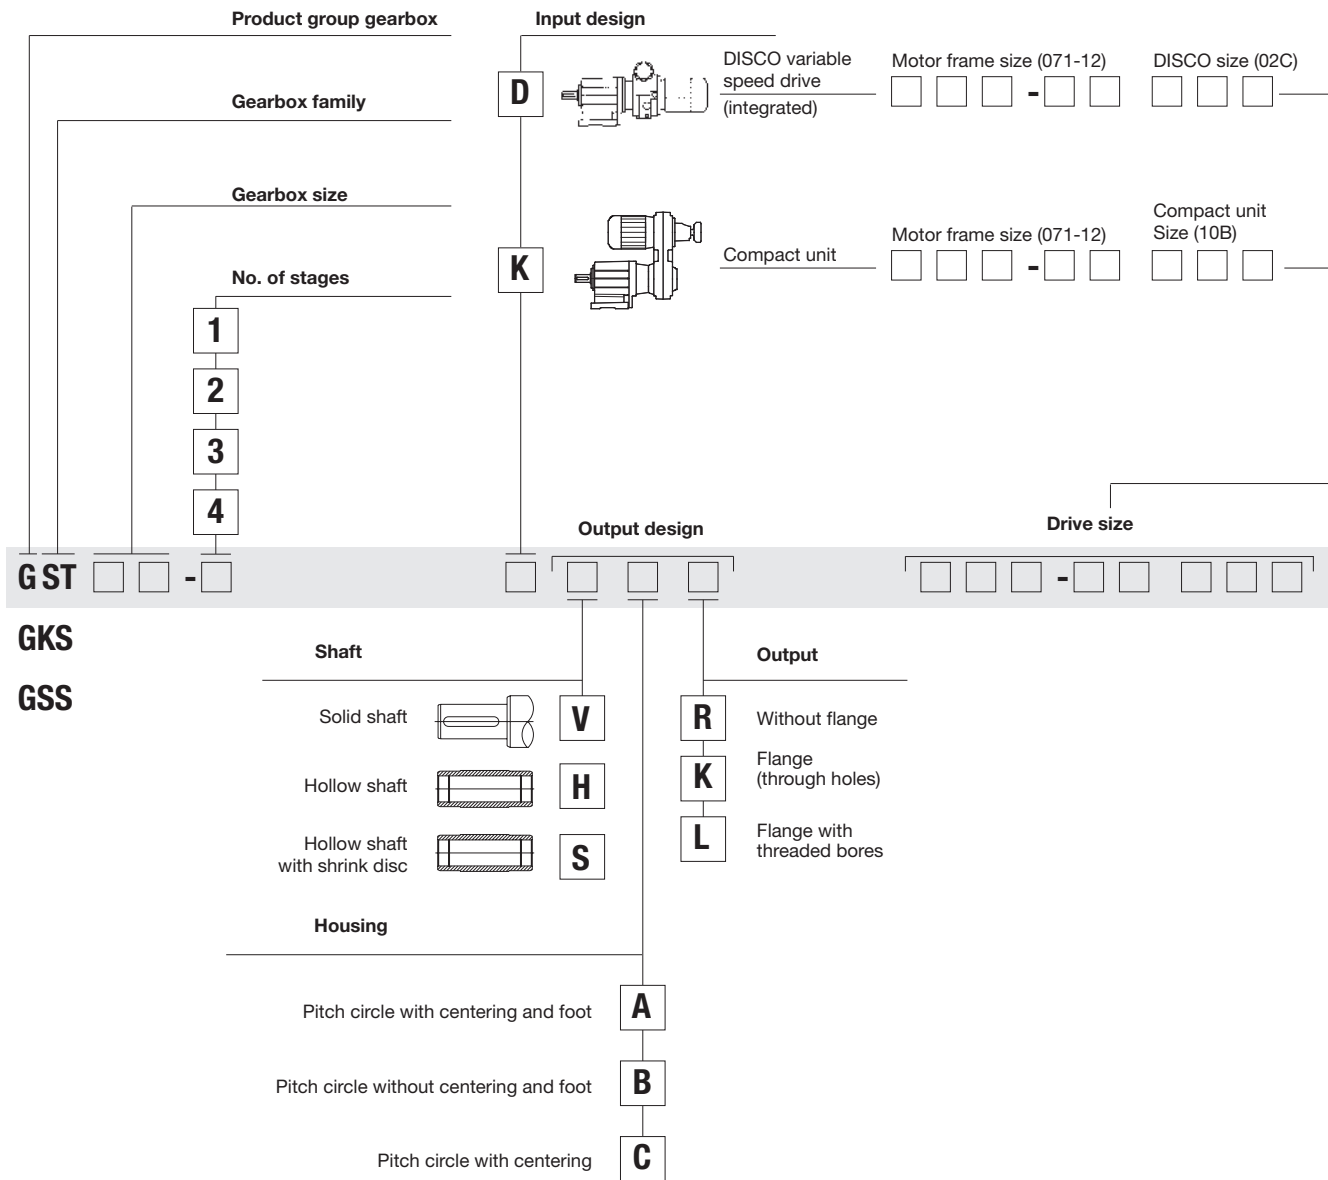 Product group gearbox
Input design
D
DISCO variable
speed drive
(integrated)
Motor frame size (071-12)
-
DISCO size (02C)
Gearbox family
Gearbox size
K
Compact unit
Motor frame size (071-12)
-
Compact unit
Size (10B)
No. of stages
1
2
3
4
Output design
Drive size
G ST - -
GKS
GSS
Shaft
Solid shaft V
Hollow shaft H
Hollow shaft
with shrink disc S
Output
R Without flange
K Flange
(through holes)
L Flange with
threaded bores
Housing
Pitch circle with centering and foot A
Pitch circle without centering and foot B
Pitch circle with centering C